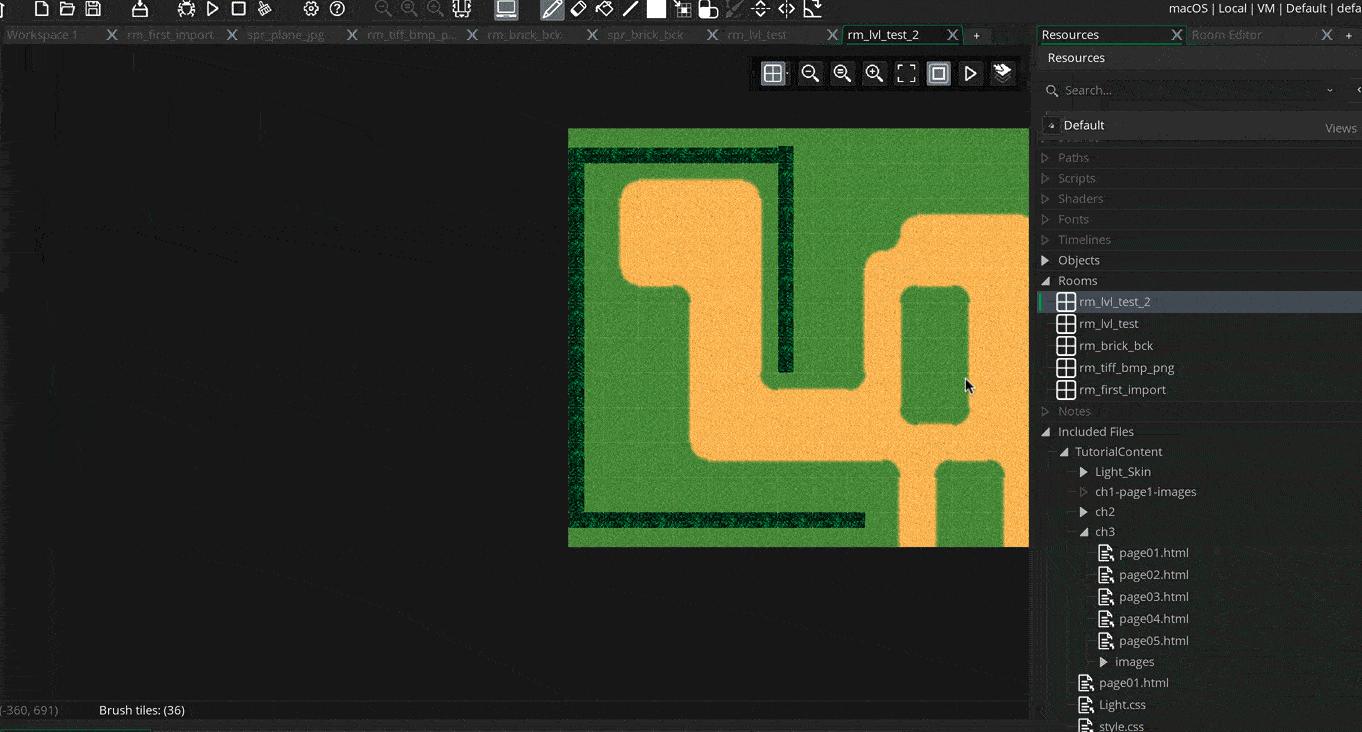 macOS | Local | VM | Default | defa
Workspace 1 rm_first_import spr_plane_jpg rm_tiff_bmp_p... rm_brick_bck spr_brick_bck rm_lvl_test rm_lvl_test_2 +
Resources Room Editor +
Resources
Search...
Default Views
Paths
Scripts
Shaders
Fonts
Timelines
Objects
Rooms
rm_lvl_test_2
rm_lvl_test
rm_brick_bck
rm_tiff_bmp_png
rm_first_import
Notes
Included Files
TutorialContent
Light_Skin
ch1-page1-images
ch2
ch3
page01.html
page02.html
page03.html
page04.html
page05.html
images
page01.html
Light.css
style.css
(-360, 691) Brush tiles: (36)